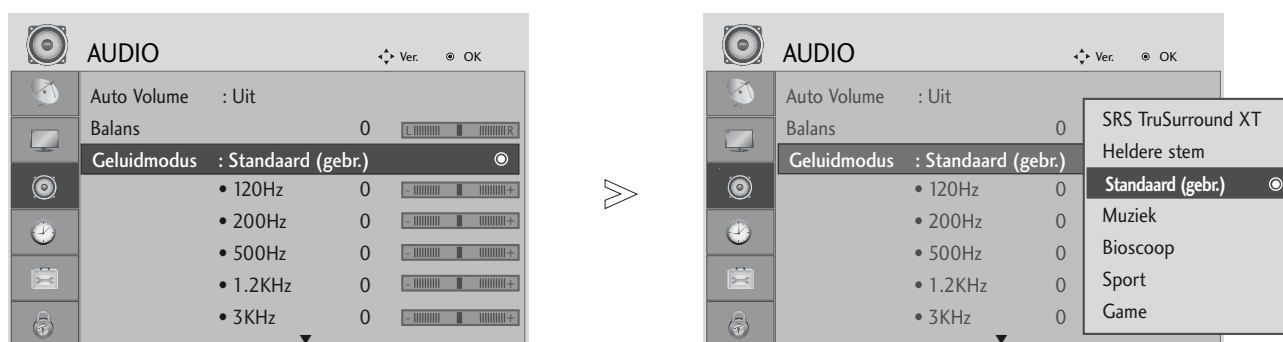 AUDIO
Ver. OK
Auto Volume : Uit
Balans 0 L R
Geluidmodus : Standaard (gebr.)
• 120Hz 0 - +
• 200Hz 0 - +
• 500Hz 0 - +
• 1.2KHz 0 - +
• 3KHz 0 - +
AUDIO
Ver. OK
Auto Volume : Uit
Balans 0
Geluidmodus : Standaard (gebr.)
• 120Hz 0
• 200Hz 0
• 500Hz 0
• 1.2KHz 0
• 3KHz 0
SRS TruSurround XT
Heldere stem
Standaard (gebr.)
Muziek
Bioscoop
Sport
Game